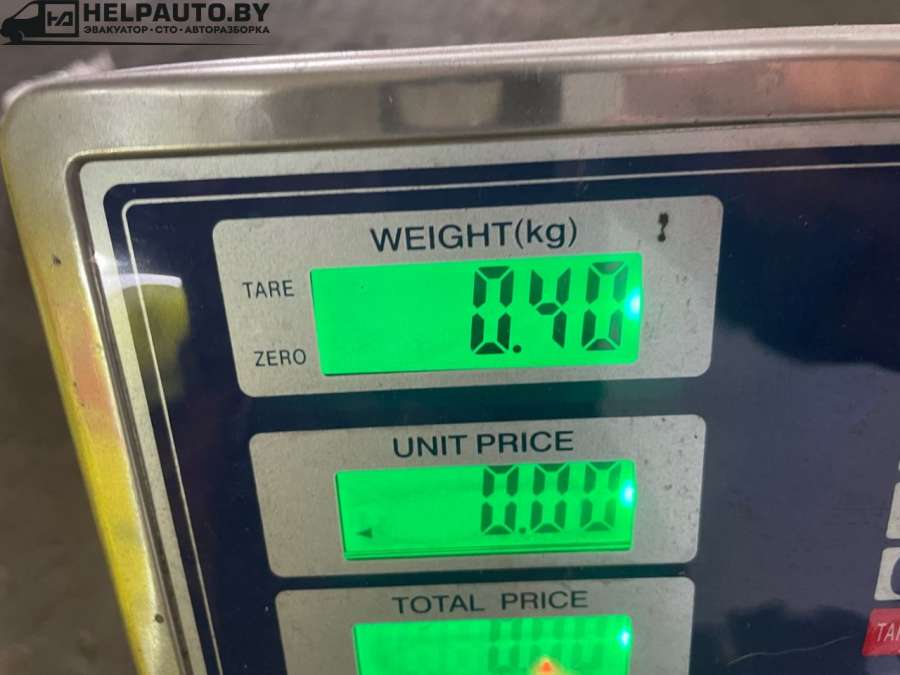 HELPAUTO.BY
ЭВАКУАТОР • СТО • АВТОРАЗБОРКА
WEIGHT(kg)
TARE
0.40
ZERO
UNIT PRICE
0.00
TOTAL PRICE